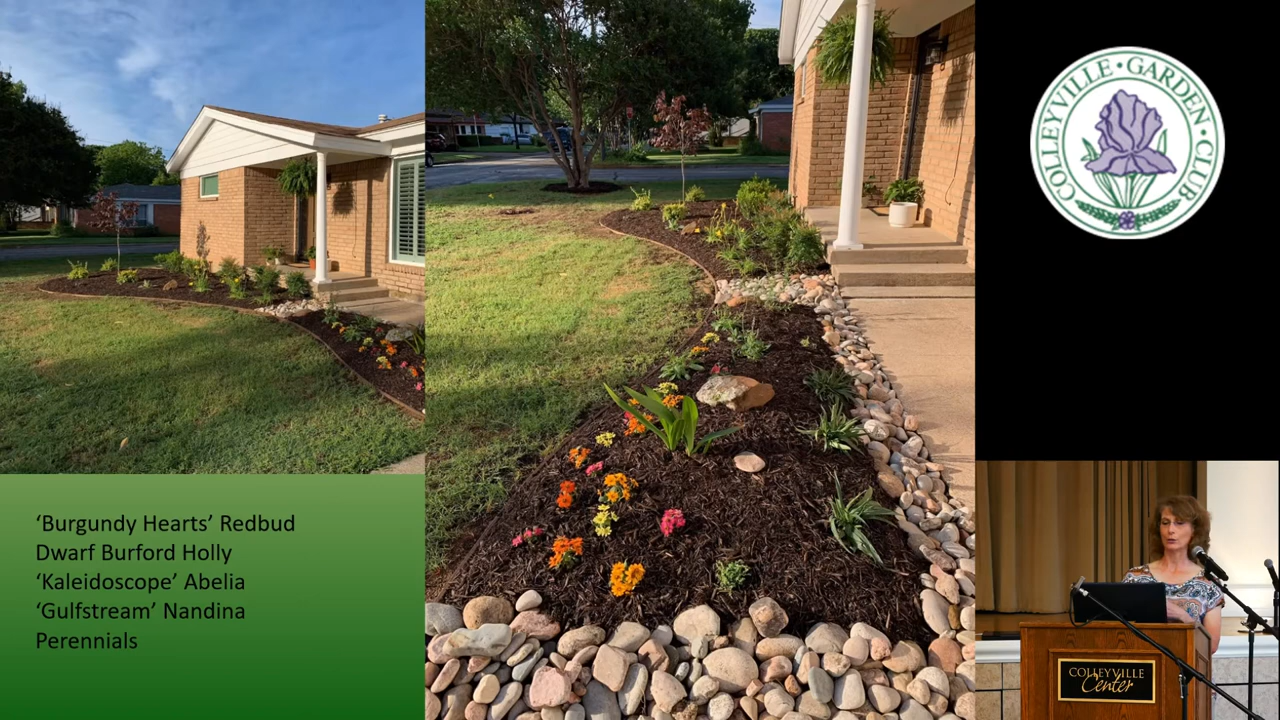 ‘Burgundy Hearts’ Redbud
Dwarf Burford Holly
‘Kaleidoscope’ Abelia
‘Gulfstream’ Nandina
Perennials
COLLEYVILLE • GARDEN • CLUB
COLLEYVILLE
Center